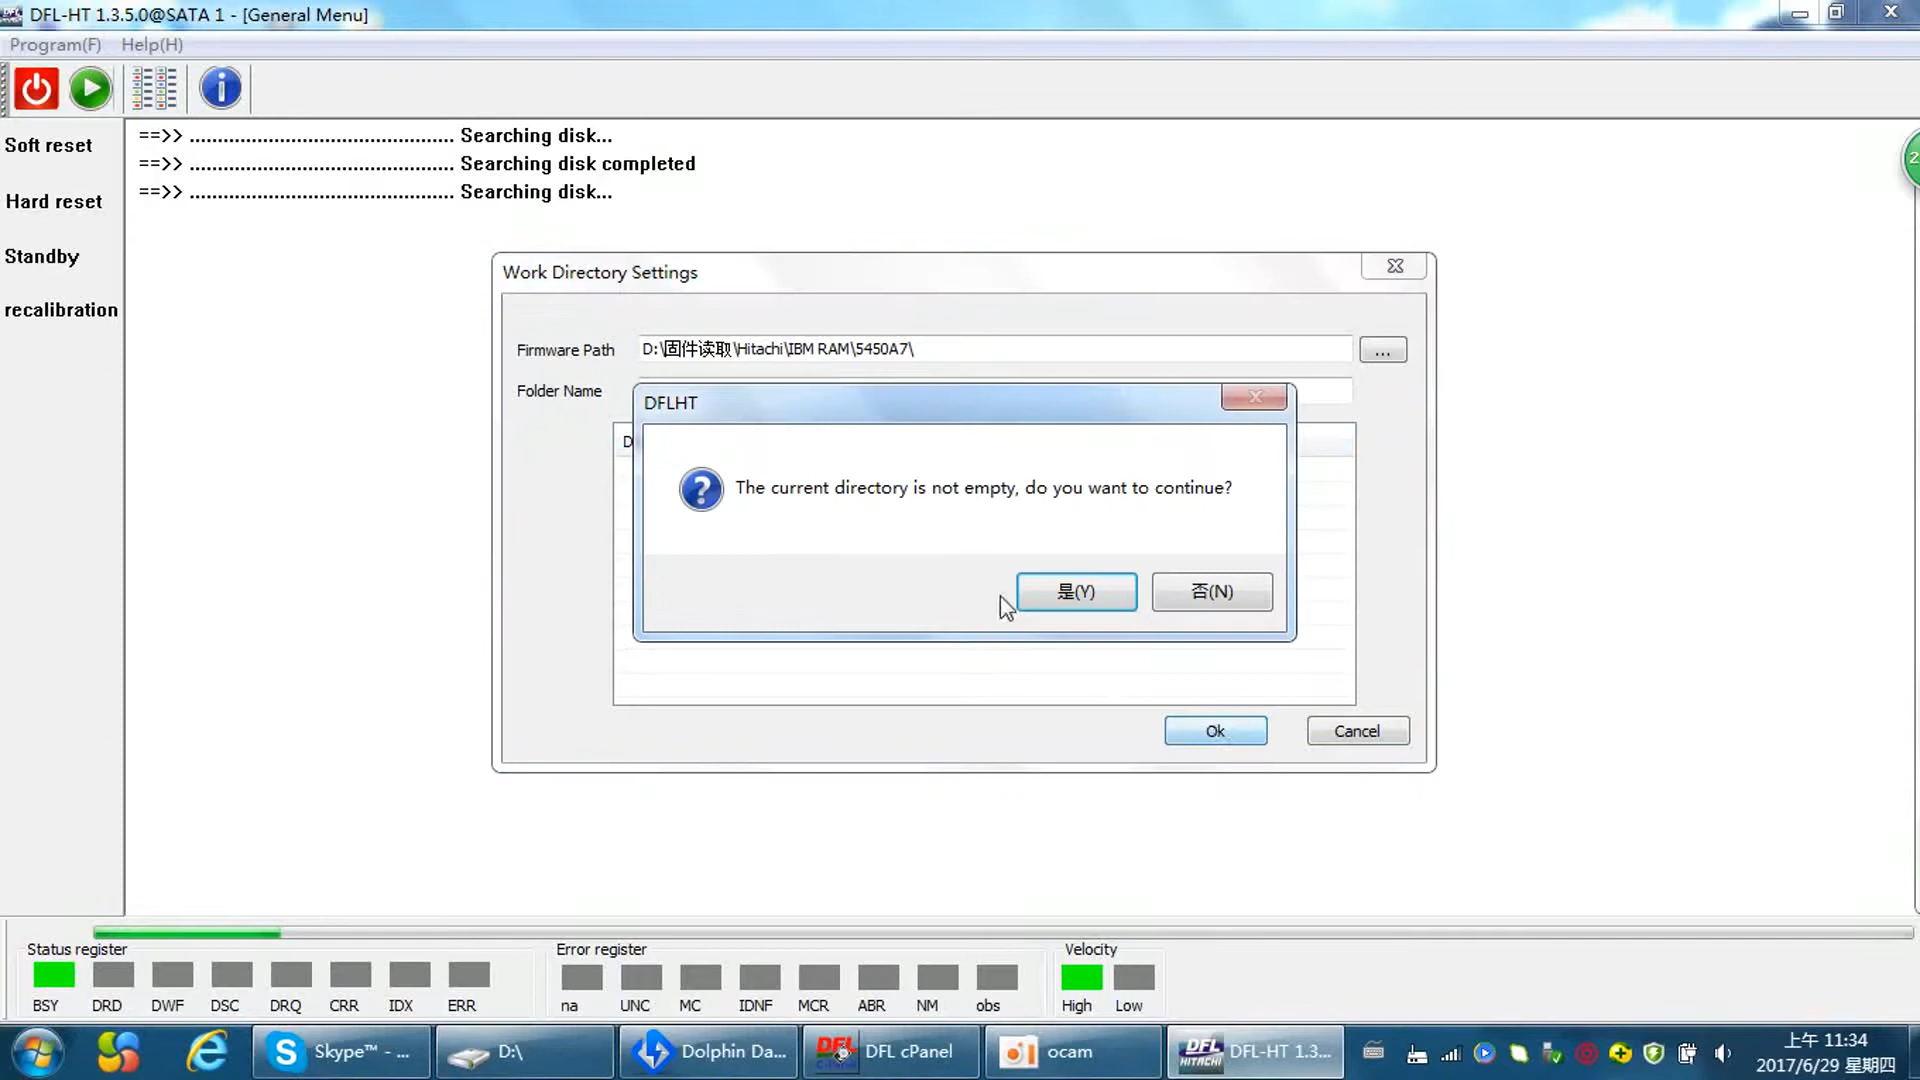 DFL-HT 1.3.5.0@SATA 1 - [General Menu]
Program(F) Help(H)
Soft reset
Hard reset
Standby
recalibration
==>> ............................................... Searching disk...
==>> ............................................... Searching disk completed
==>> ............................................... Searching disk...
Work Directory Settings
Firmware Path D:\固件读取\Hitachi\IBM RAM\5450A7\ ...
Folder Name
DFLHT
The current directory is not empty, do you want to continue?
是(Y) 否(N)
Ok Cancel
Status register Error register Velocity
BSY DRD DWF DSC DRQ CRR IDX ERR na UNC MC IDNF MCR ABR NM obs High Low
Skype™ - ... D:\ Dolphin Da... DFL cPanel ocam DFL-HT 1.3...
上午 11:34
2017/6/29 星期四